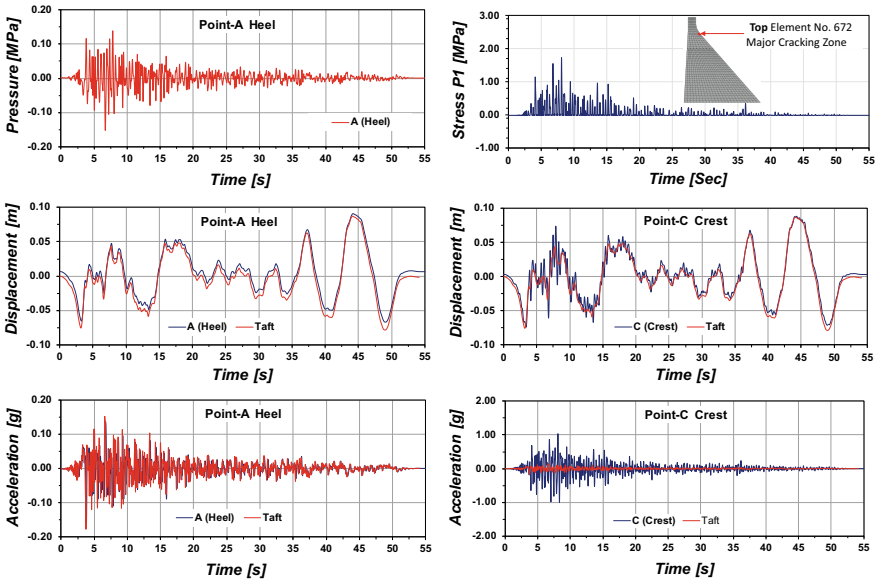 Point-A Heel
Pressure [MPa]
0.20
0.10
0.00
-0.10
-0.20
A (Heel)
0 5 10 15 20 25 30 35 40 45 50 55
Time [s]
Top Element No. 672
Major Cracking Zone
Stress P1 [MPa]
3.00
2.00
1.00
0.00
-1.00
0 5 10 15 20 25 30 35 40 45 50 55
Time [Sec]
Point-A Heel
Displacement [m]
0.10
0.05
0.00
-0.05
-0.10
A (Heel) Taft
0 5 10 15 20 25 30 35 40 45 50 55
Time [s]
Point-C Crest
Displacement [m]
0.10
0.05
0.00
-0.05
-0.10
C (Crest) Taft
0 5 10 15 20 25 30 35 40 45 50 55
Time [s]
Point-A Heel
Acceleration [g]
0.20
0.10
0.00
-0.10
-0.20
A (Heel) Taft
0 5 10 15 20 25 30 35 40 45 50 55
Time [s]
Point-C Crest
Acceleration [g]
2.00
1.00
0.00
-1.00
-2.00
C (Crest) Taft
0 5 10 15 20 25 30 35 40 45 50 55
Time [s]